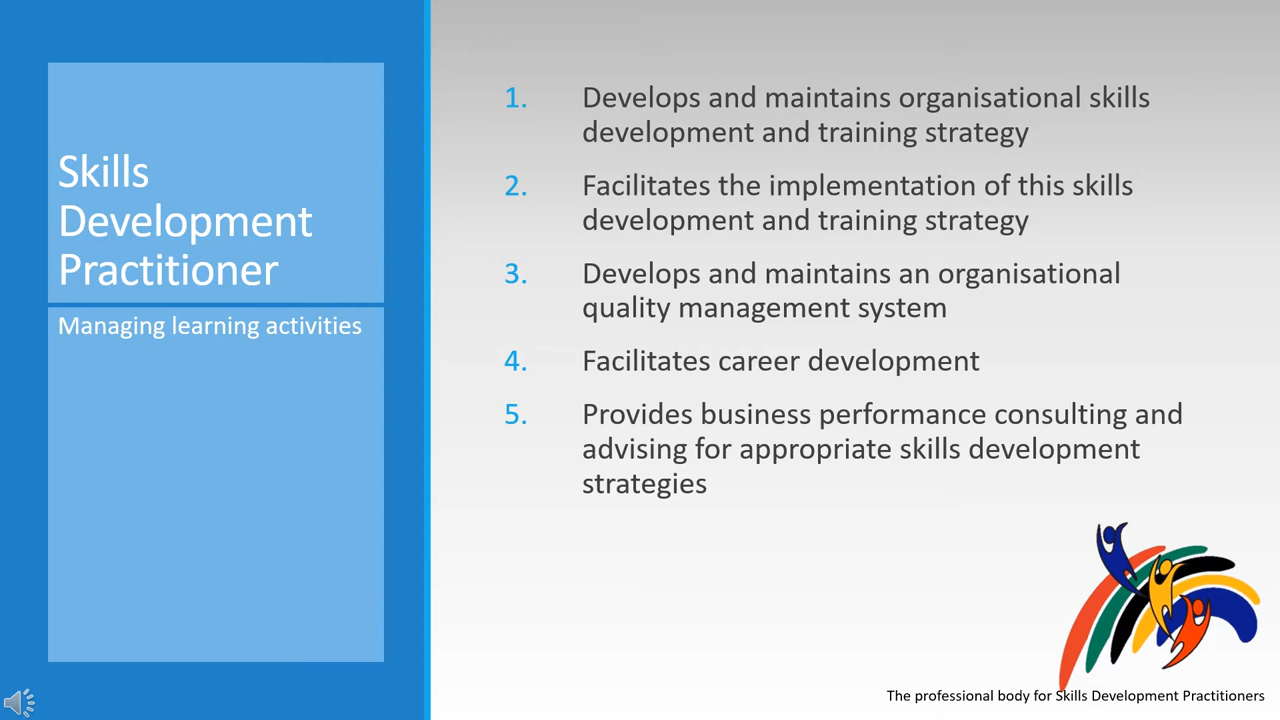 Skills
Development
Practitioner
Managing learning activities
1. Develops and maintains organisational skills
development and training strategy
2. Facilitates the implementation of this skills
development and training strategy
3. Develops and maintains an organisational
quality management system
4. Facilitates career development
5. Provides business performance consulting and
advising for appropriate skills development
strategies
The professional body for Skills Development Practitioners